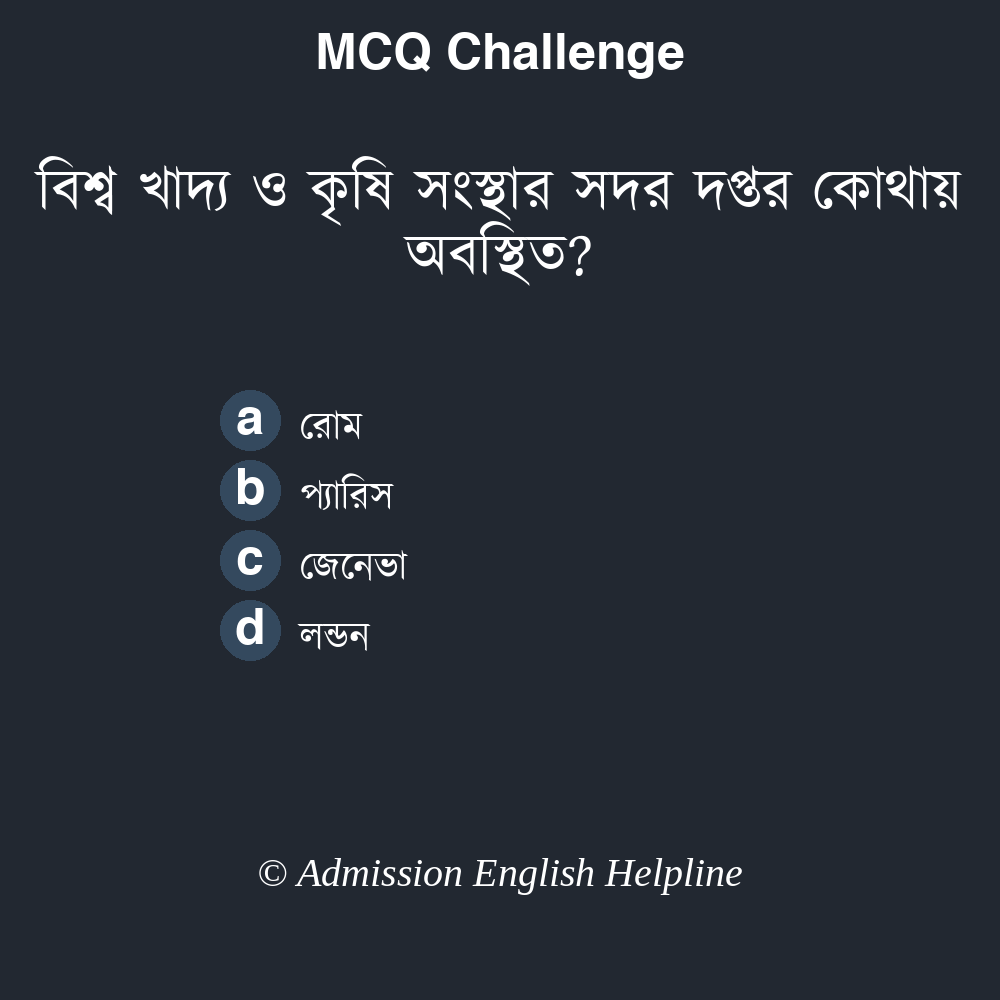 MCQ Challenge
বিশ্ব খাদ্য ও কৃষি সংস্থার সদর দপ্তর কোথায়
অবস্থিত?
a রোম
b প্যারিস
c জেনেভা
d লন্ডন
© Admission English Helpline